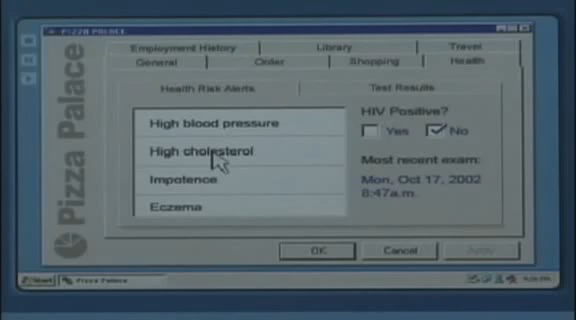 PIZZA PALACE
Pizza Palace
Employment History Library Travel
General Order Shopping Health
Health Risk Alerts Test Results
High blood pressure
High cholesterol
Impotence
Eczema
HIV Positive?
Yes No
Most recent exam:
Mon, Oct 17, 2002
8:47a.m.
OK Cancel Apply
Start Pizza Palace